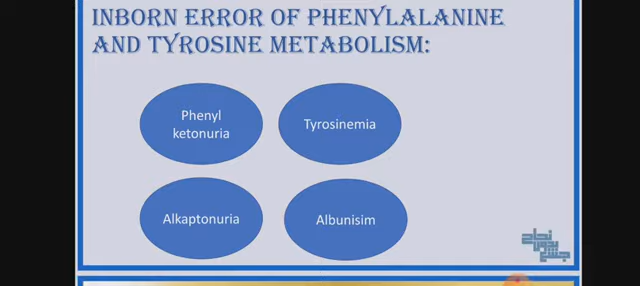 INBORN ERROR OF PHENYLALANINE
AND TYROSINE METABOLISM:
Phenyl
ketonuria
Tyrosinemia
Alkaptonuria
Albunisim